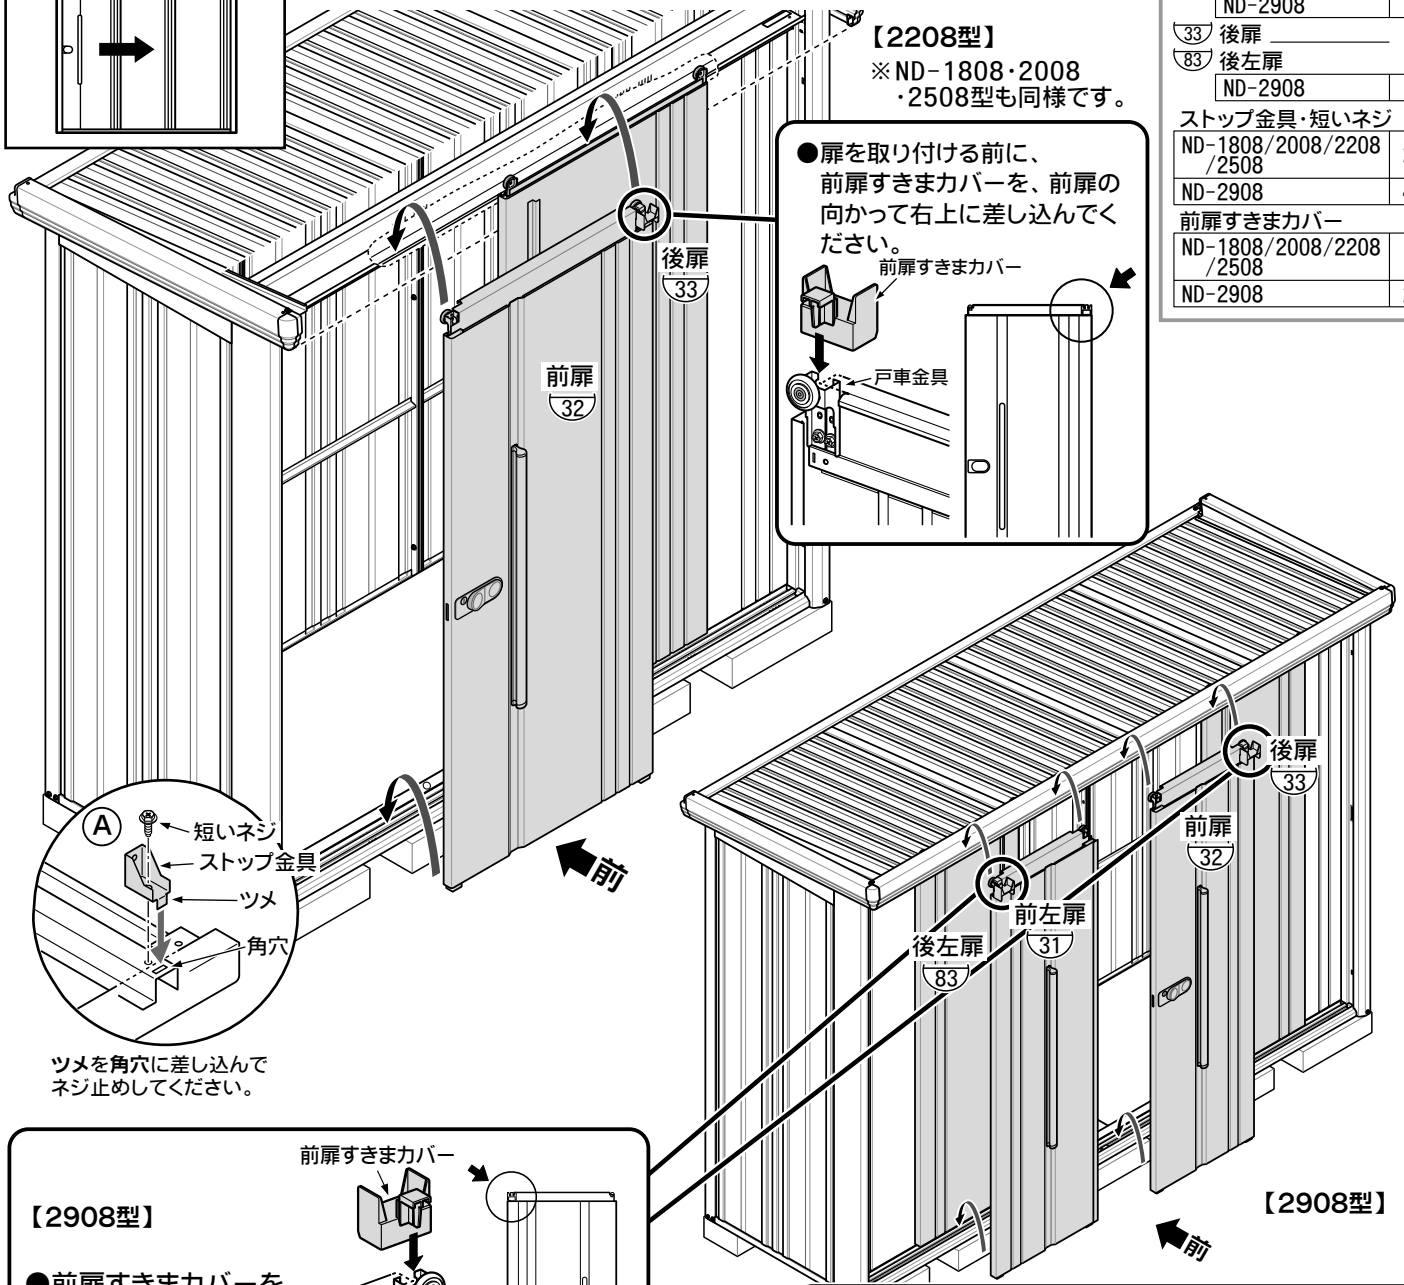 【2208型】
※ND-1808・2008
・2508型も同様です。
ND-2908
33 後扉
83 後左扉
ND-2908
ストップ金具・短いネジ
ND-1808/2008/2208
/2508
ND-2908
前扉すきまカバー
ND-1808/2008/2208
/2508
ND-2908
●扉を取り付ける前に、
前扉すきまカバーを、前扉の
向かって右上に差し込んでく
ださい。
前扉すきまカバー
戸車金具
後扉
33
前扉
32
前
A
短いネジ
ストップ金具
ツメ
角穴
ツメを角穴に差し込んで
ネジ止めしてください。
後扉
33
前扉
32
前左扉
31
後左扉
83
【2908型】
前
前扉すきまカバー
【2908型】
●前扉すきまカバーを